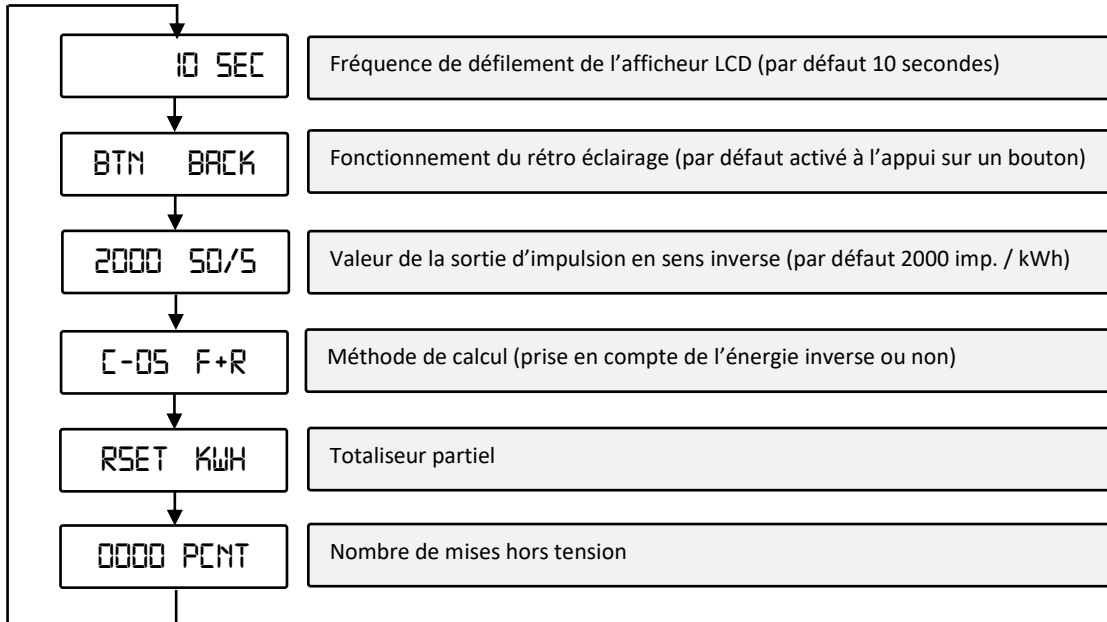 10 SEC
Fréquence de défilement de l’afficheur LCD (par défaut 10 secondes)
BTN BACK
Fonctionnement du rétro éclairage (par défaut activé à l’appui sur un bouton)
2000 SO/S
Valeur de la sortie d’impulsion en sens inverse (par défaut 2000 imp. / kWh)
C-OS F+R
Méthode de calcul (prise en compte de l’énergie inverse ou non)
RSET KWH
Totaliseur partiel
0000 PCNT
Nombre de mises hors tension